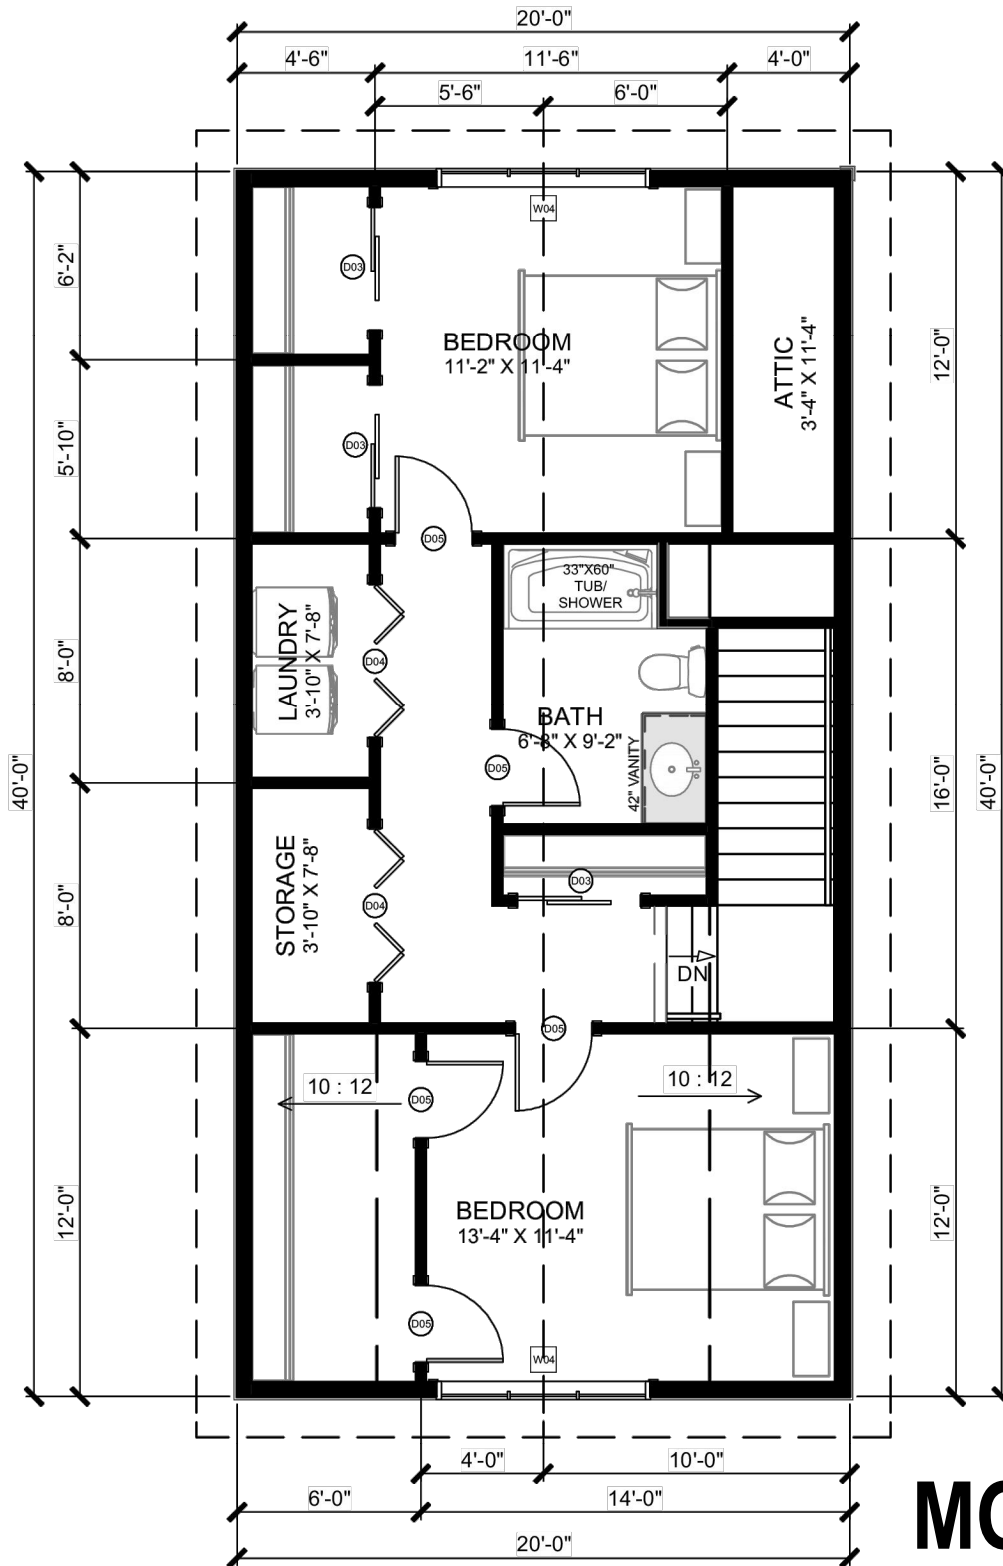 20'-0"
4'-6" 11'-6" 4'-0"
5'-6" 6'-0"
W04
6'-2"
D03
BEDROOM
11'-2" X 11'-4"
ATTIC
3'-4" X 11'-4"
12'-0"
5'-10"
D03
D05
33"X60"
TUB/
SHOWER
LAUNDRY
3'-10" X 7'-8"
8'-0"
D04
BATH
6'-8" X 9'-2"
42" VANITY
D05
40'-0"
16'-0"
40'-0"
STORAGE
3'-10" X 7'-8"
8'-0"
D03
D04
DN
D05
10 : 12
10 : 12
D05
12'-0"
BEDROOM
13'-4" X 11'-4"
12'-0"
D05
W04
4'-0" 10'-0"
6'-0" 14'-0"
20'-0"